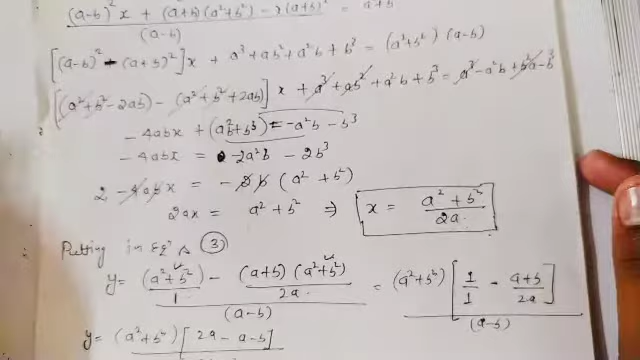 (a-b)² x + (a+b)(a²+b²) - x(a+b)² / (a-b) = a+b
[(a-b)² - (a+b)²] x + a³ + ab² + a²b + b³ = (a²+b²) (a-b)
[(a²+b²-2ab) - (a²+b²+2ab)] x + a³ + ab² + a²b + b³ = a³ - a²b + b²a - b³
-4abx + (a²b+b³) = -a²b - b³
-4abx = -2a²b - 2b³
2 -4abx = -2b (a² + b²)
2ax = a² + b² ⇒ x = a² + b² / 2a
Putting in Eqⁿ (3)
y = (a²+b²) / 1 - (a+b) (a²+b²) / 2a / (a-b) = (a²+b²) [1/1 - a+b / 2a] / (a-b)
y = (a²+b²) [2a - a-b]